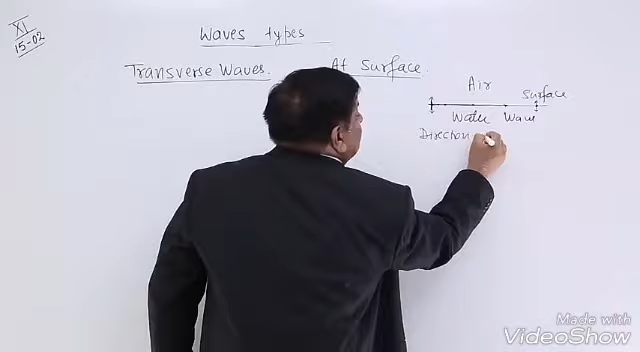 XI
15-02
Waves types
Transverse Waves. At Surface.
Air
Surface
Water Wave
Direction
Made with
VideoShow